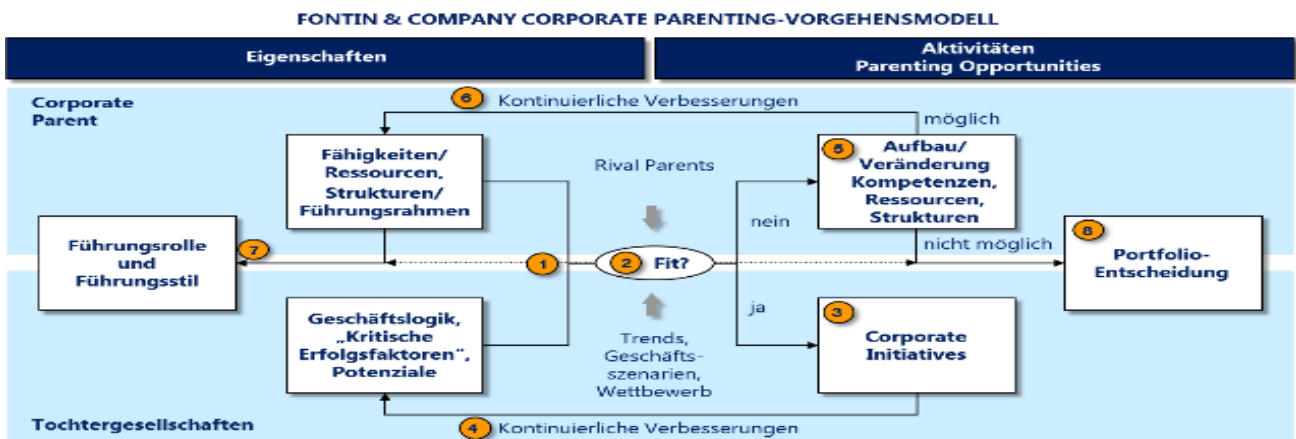 FONTIN & COMPANY CORPORATE PARENTING-VORGEHENSMODELL
Eigenschaften
Aktivitäten
Parenting Opportunities
Corporate
Parent
6 Kontinuierliche Verbesserungen
möglich
Fähigkeiten/
Ressourcen,
Strukturen/
Führungsrahmen
Rival Parents
5 Aufbau/
Veränderung
Kompetenzen,
Ressourcen,
Strukturen
nein
nicht möglich
Führungsrolle
und
Führungsstil
7
1
2 Fit?
8
Portfolio-
Entscheidung
Geschäftslogik,
„Kritische
Erfolgsfaktoren“,
Potenziale
Trends,
Geschäfts-
szenarien,
Wettbewerb
ja
3
Corporate
Initiatives
Tochtergesellschaften
4 Kontinuierliche Verbesserungen